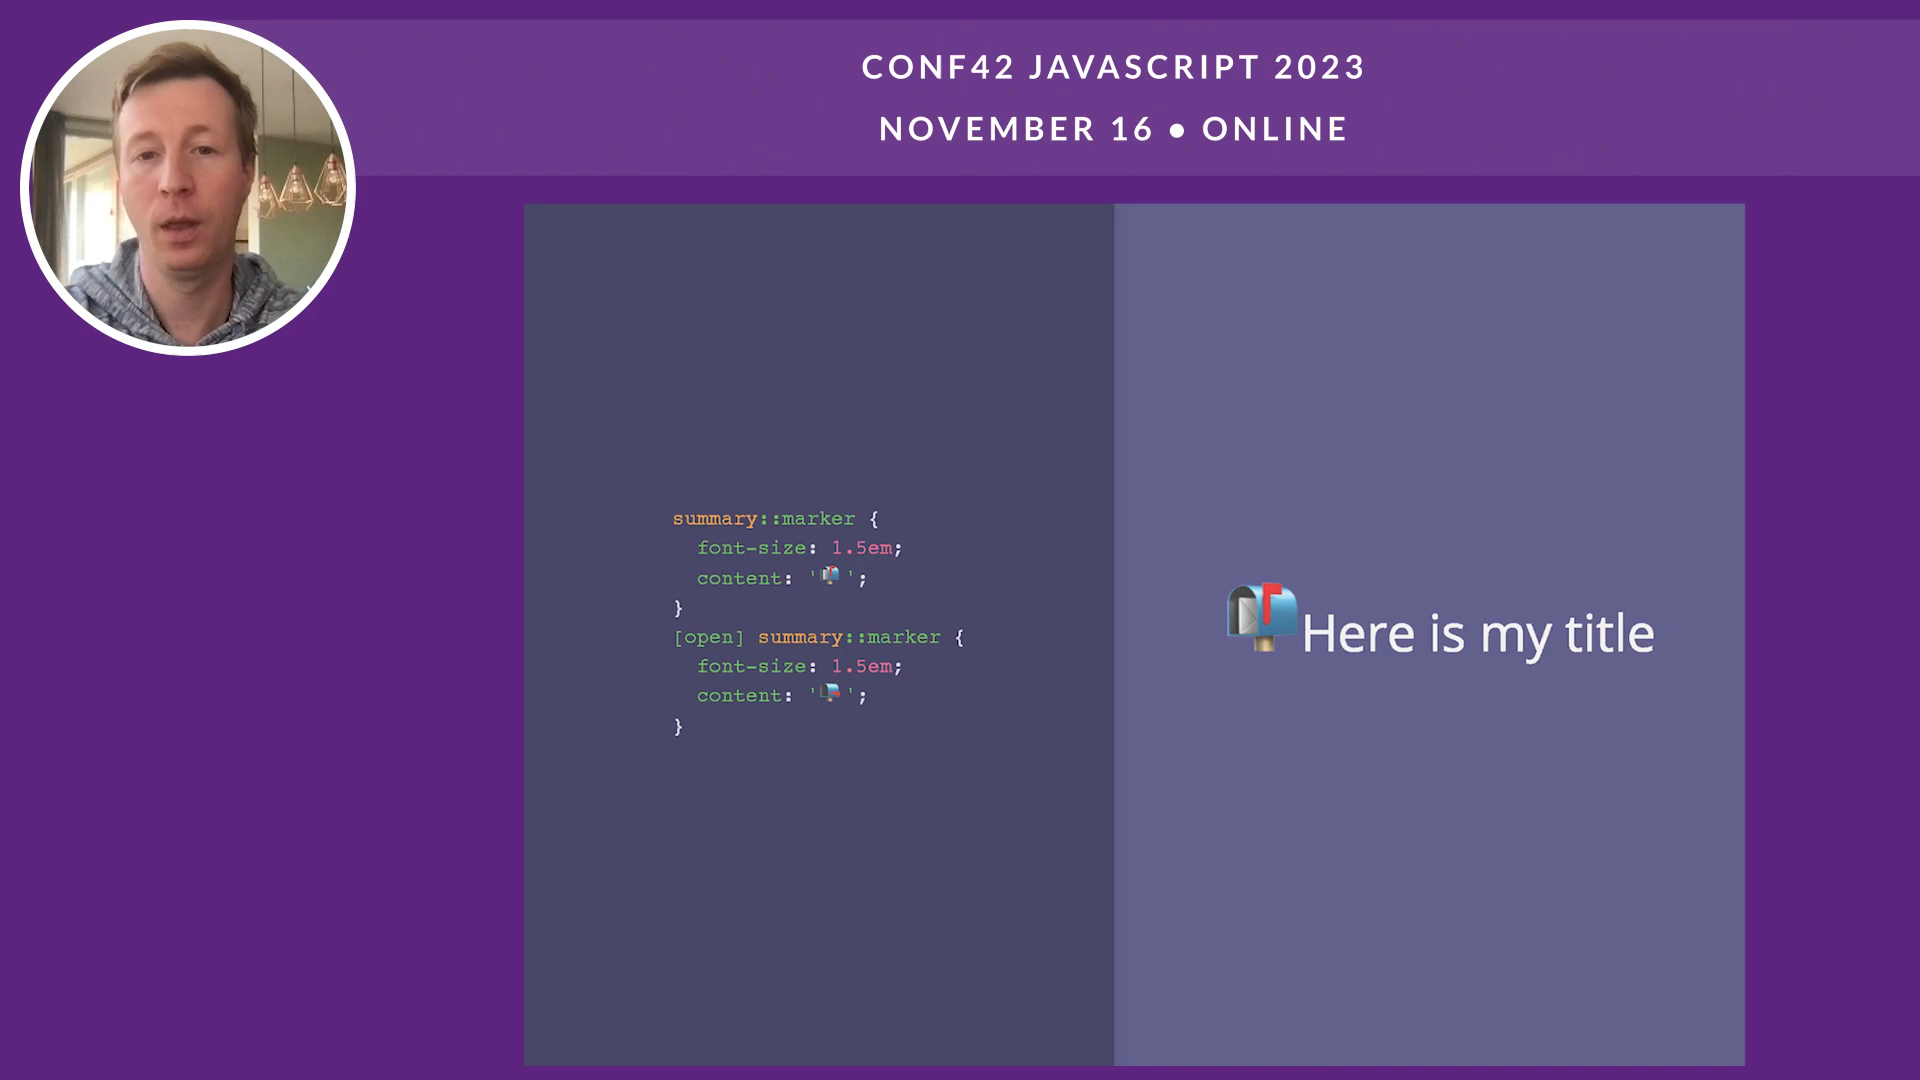 CONF42 JAVASCRIPT 2023
NOVEMBER 16 • ONLINE
summary::marker {
font-size: 1.5em;
content: '📬 ';
}
[open] summary::marker {
font-size: 1.5em;
content: '📭 ';
}
📬Here is my title